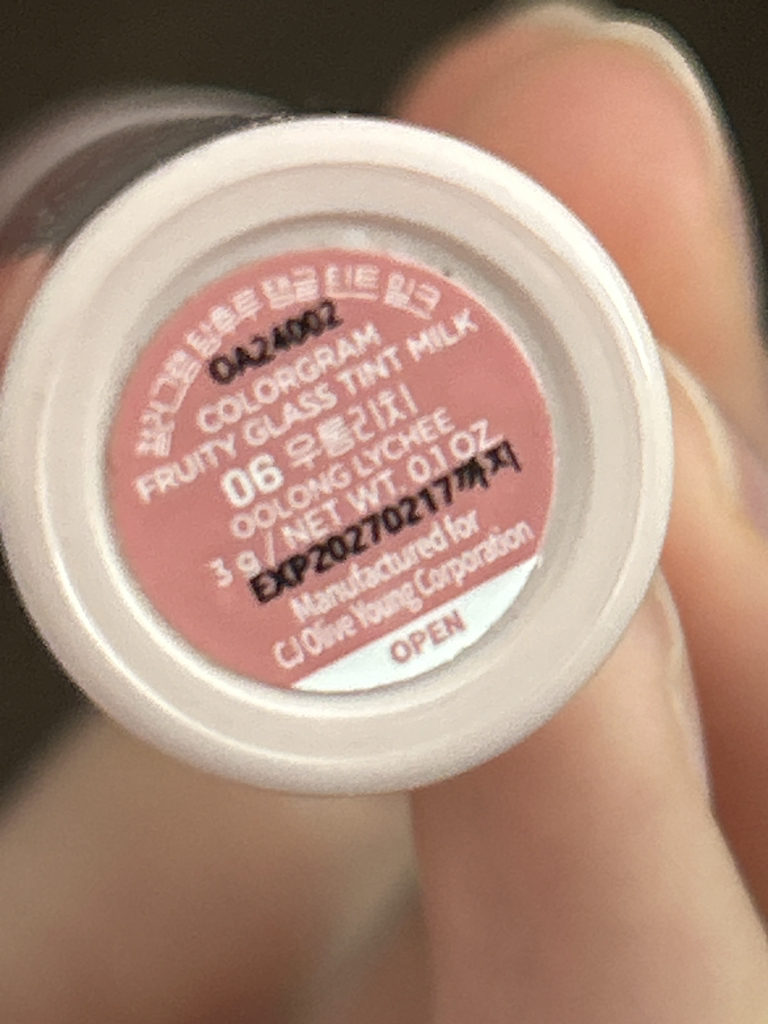 컬러그램 탕후루 탱글 틴트 밀크
OA24002
COLORGRAM
FRUITY GLASS TINT MILK
06 우롱리치
OOLONG LYCHEE
3 g / NET WT. 0.1 OZ
EXP20270217까지
Manufactured for
CJ Olive Young Corporation
OPEN